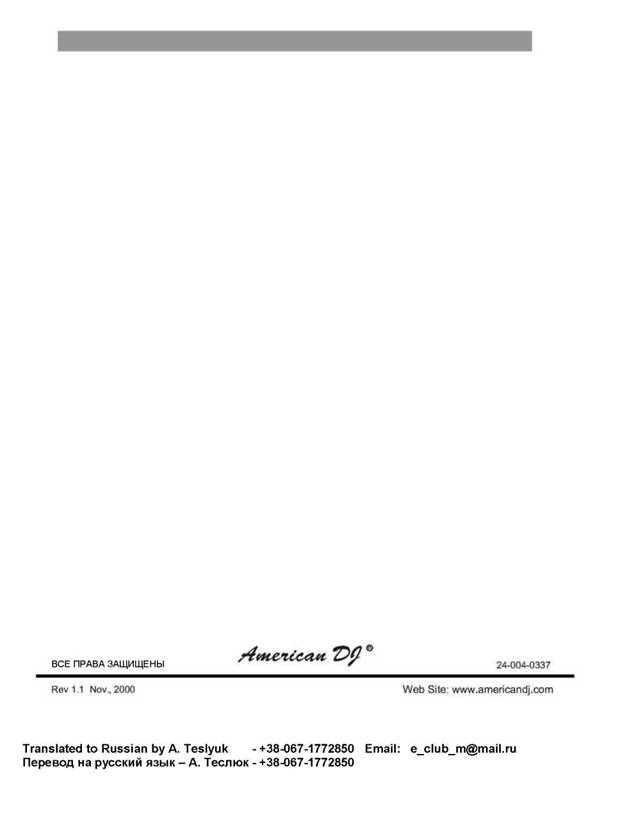 ВСЕ ПРАВА ЗАЩИЩЕНЫ American DJ® 24-004-0337
Rev 1.1 Nov., 2000 Web Site: www.americandj.com
Translated to Russian by A. Teslyuk - +38-067-1772850 Email: e_club_m@mail.ru
Перевод на русский язык – А. Теслюк - +38-067-1772850